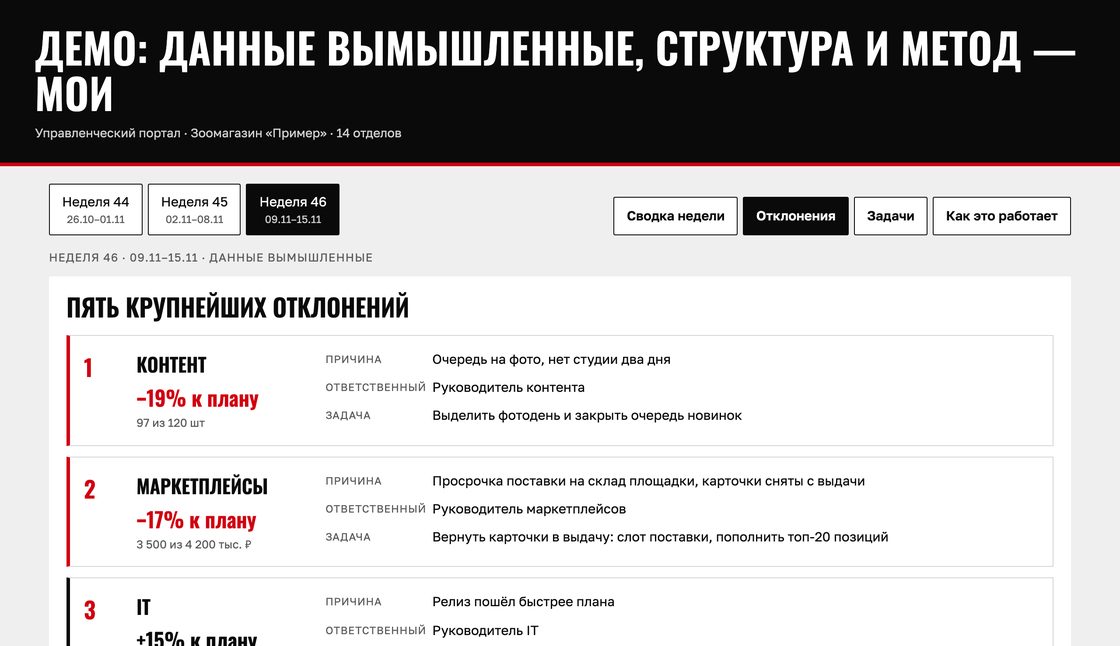 ДЕМО: ДАННЫЕ ВЫМЫШЛЕННЫЕ, СТРУКТУРА И МЕТОД —
МОИ
Управленческий портал · Зоомагазин «Пример» · 14 отделов
Неделя 44
26.10–01.11
Неделя 45
02.11–08.11
Неделя 46
09.11–15.11
Сводка недели
Отклонения
Задачи
Как это работает
НЕДЕЛЯ 46 · 09.11–15.11 · ДАННЫЕ ВЫМЫШЛЕННЫЕ
ПЯТЬ КРУПНЕЙШИХ ОТКЛОНЕНИЙ
1
КОНТЕНТ
−19% к плану
97 из 120 шт
ПРИЧИНА Очередь на фото, нет студии два дня
ОТВЕТСТВЕННЫЙ Руководитель контента
ЗАДАЧА Выделить фотодень и закрыть очередь новинок
2
МАРКЕТПЛЕЙСЫ
−17% к плану
3 500 из 4 200 тыс. ₽
ПРИЧИНА Просрочка поставки на склад площадки, карточки сняты с выдачи
ОТВЕТСТВЕННЫЙ Руководитель маркетплейсов
ЗАДАЧА Вернуть карточки в выдачу: слот поставки, пополнить топ-20 позиций
3
IT
+15% к плану
ПРИЧИНА Релиз пошёл быстрее плана
ОТВЕТСТВЕННЫЙ Руководитель IT